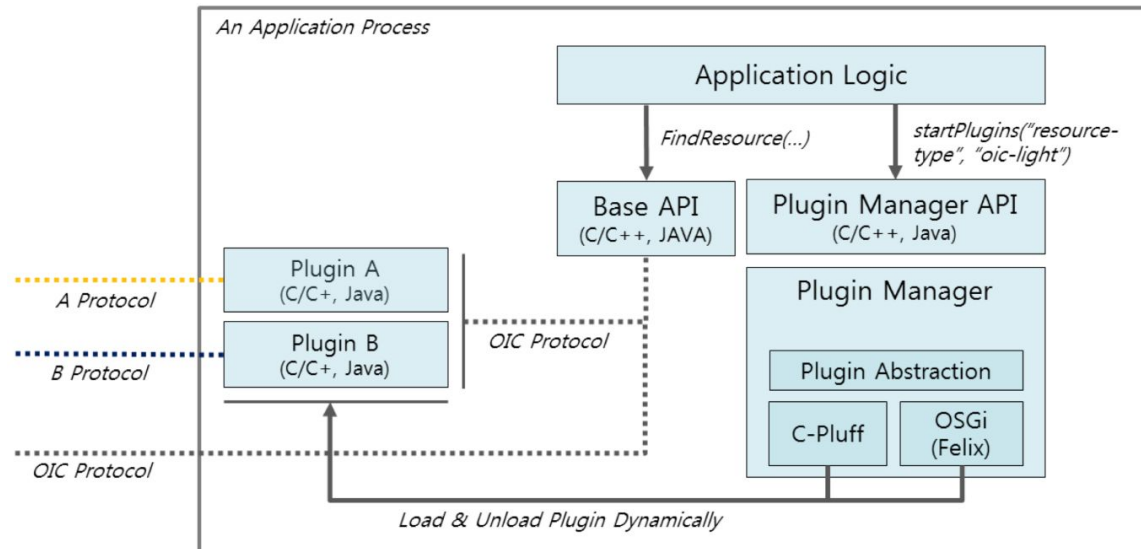 An Application Process
Application Logic
FindResource(...)
startPlugins("resource-
type", "oic-light")
Base API
(C/C++, JAVA)
Plugin Manager API
(C/C++, Java)
Plugin A
(C/C+, Java)
A Protocol
Plugin B
(C/C+, Java)
B Protocol
OIC Protocol
Plugin Manager
Plugin Abstraction
C-Pluff
OSGi
(Felix)
OIC Protocol
Load & Unload Plugin Dynamically